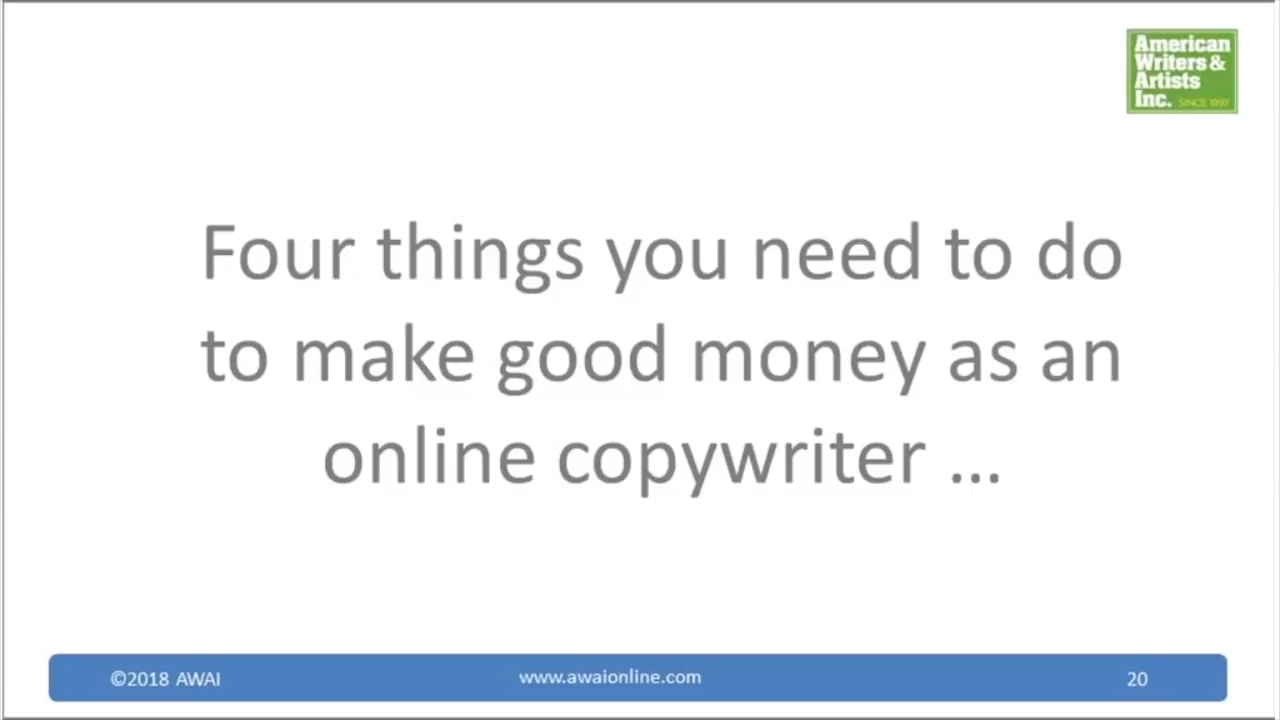 American
Writers &
Artists
Inc. SINCE 1997
Four things you need to do
to make good money as an
online copywriter ...
©2018 AWAI
www.awaionline.com
20